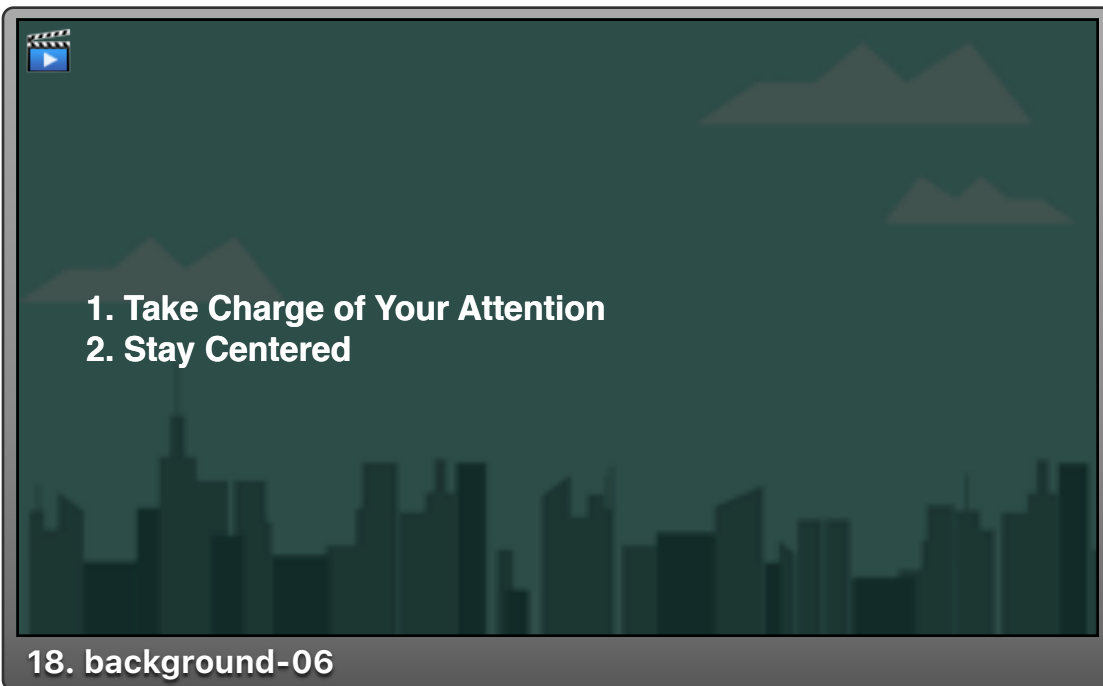 1. Take Charge of Your Attention
2. Stay Centered
18. background-06